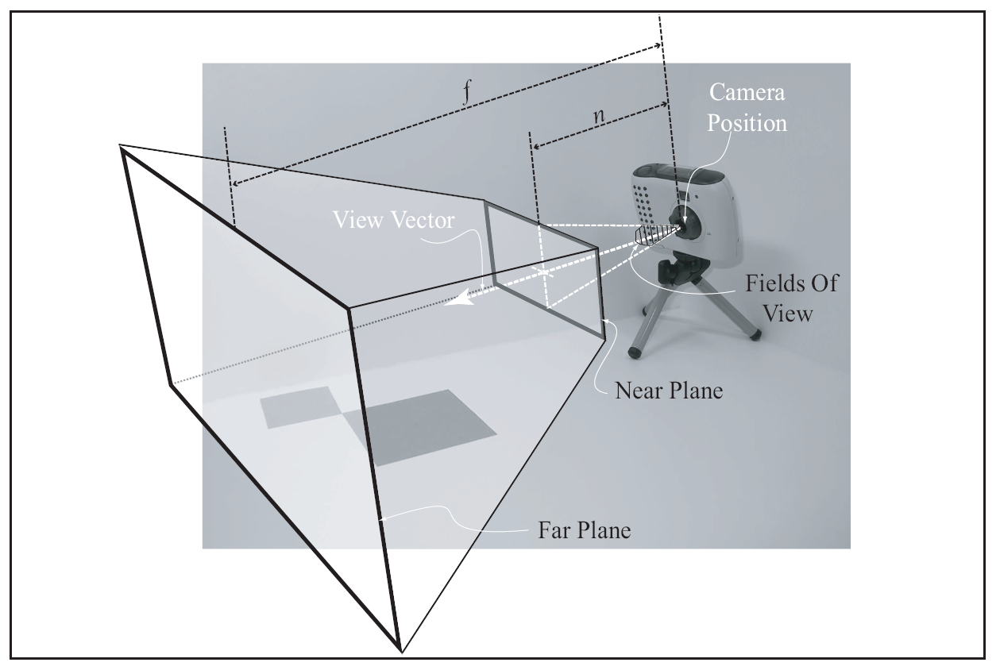 f
n
Camera
Position
View Vector
Fields Of
View
Near Plane
Far Plane